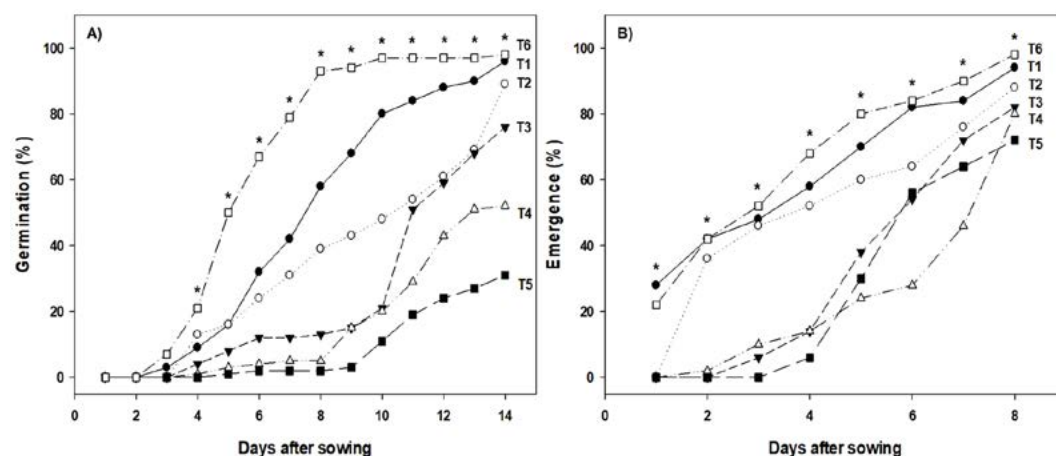 A)
* * * * * * * * * * *
T6
T1
T2
T3
T4
T5
100
80
60
40
20
0
Germination (%)
0 2 4 6 8 10 12 14
Days after sowing
B)
* * * * * * * *
T6
T1
T2
T3
T4
T5
100
80
60
40
20
0
Emergence (%)
0 2 4 6 8
Days after sowing